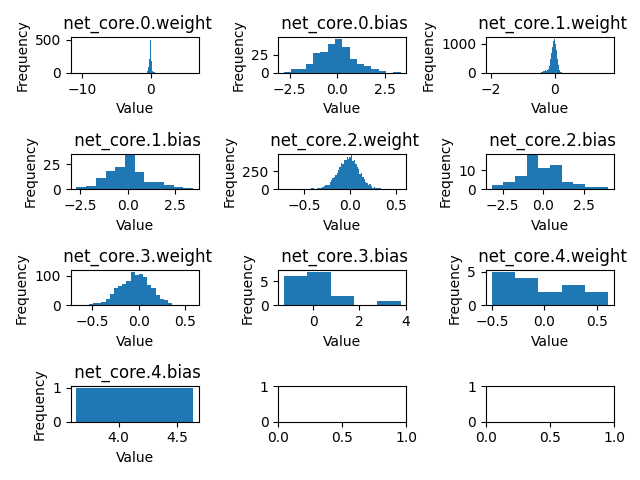 net_core.0.weight
net_core.0.bias
net_core.1.weight
Frequency
500
0
−10
0
Value
Frequency
25
0
−2.5
0.0
2.5
Value
Frequency
1000
0
−2
0
Value
net_core.1.bias
net_core.2.weight
net_core.2.bias
Frequency
25
0
−2.5
0.0
2.5
Value
Frequency
250
0
−0.5
0.0
0.5
Value
Frequency
10
0
−2.5
0.0
2.5
Value
net_core.3.weight
net_core.3.bias
net_core.4.weight
Frequency
100
0
−0.5
0.0
0.5
Value
Frequency
5
0
0
2
4
Value
Frequency
5
0
−0.5
0.0
0.5
Value
net_core.4.bias
Frequency
1
0
4.0
4.5
Value
1
0
0.0
0.5
1.0
1
0
0.0
0.5
1.0